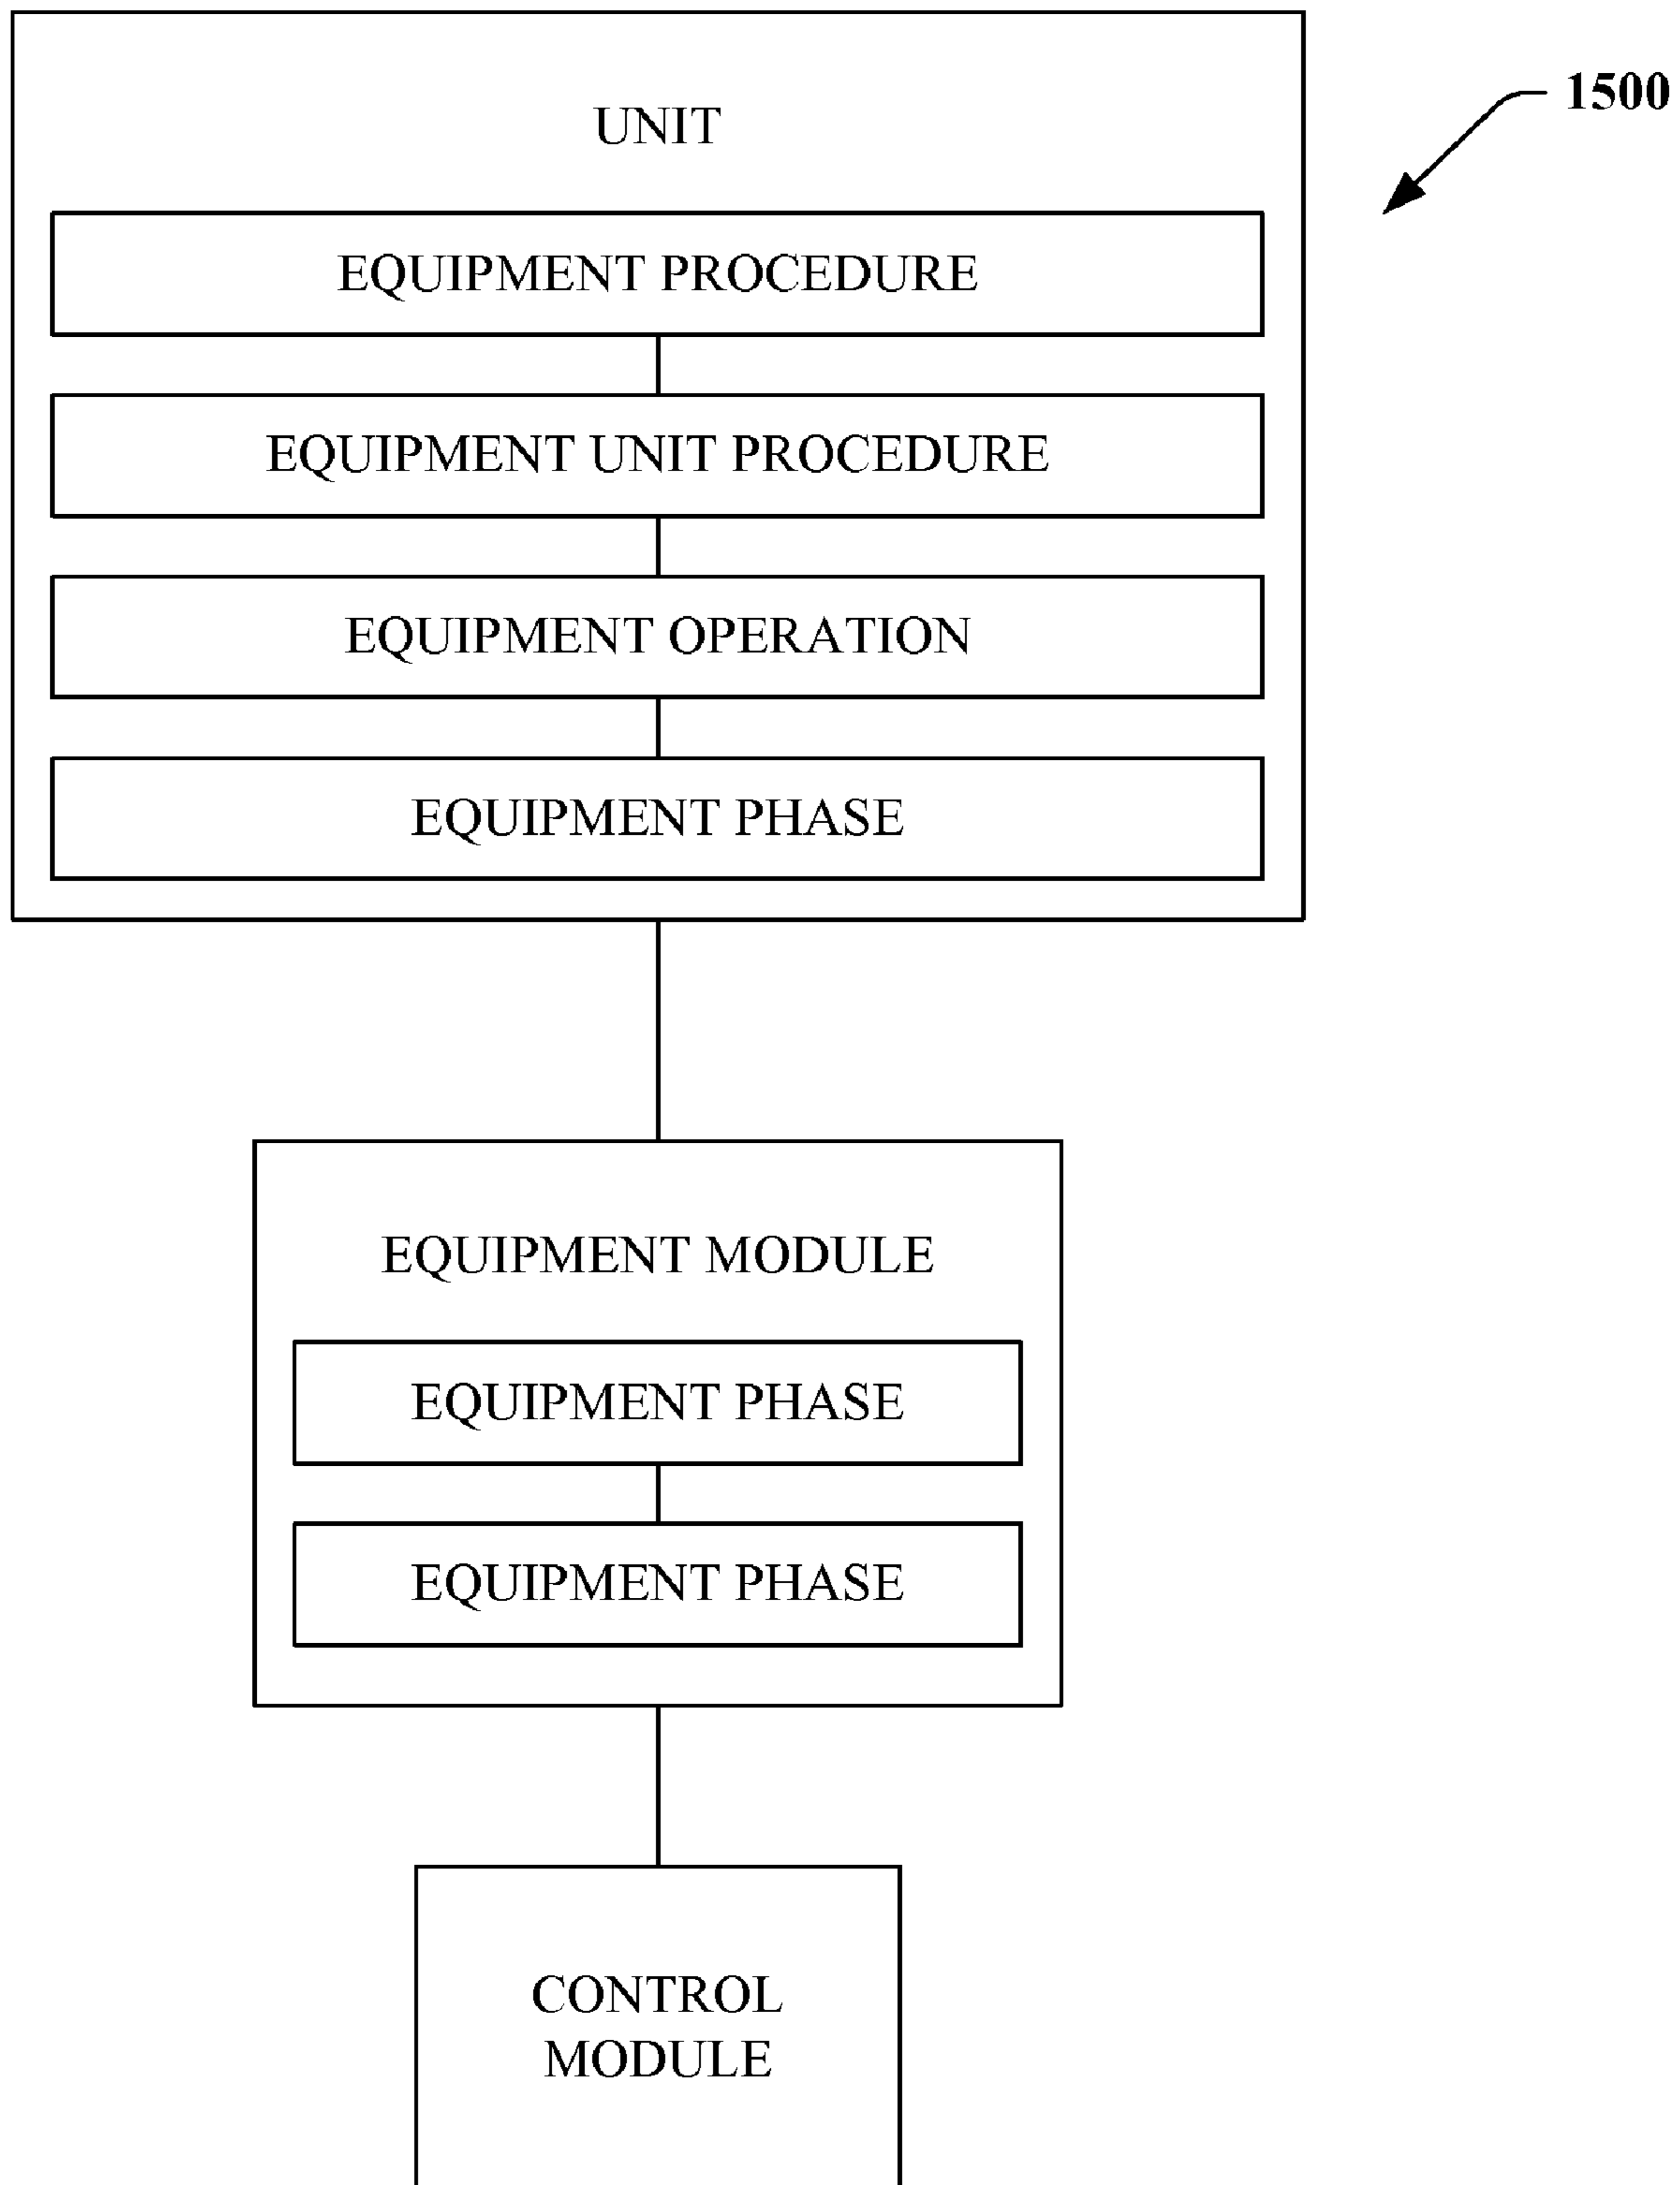 1500
UNIT
EQUIPMENT PROCEDURE
EQUIPMENT UNIT PROCEDURE
EQUIPMENT OPERATION
EQUIPMENT PHASE
EQUIPMENT MODULE
EQUIPMENT PHASE
EQUIPMENT PHASE
CONTROL
MODULE